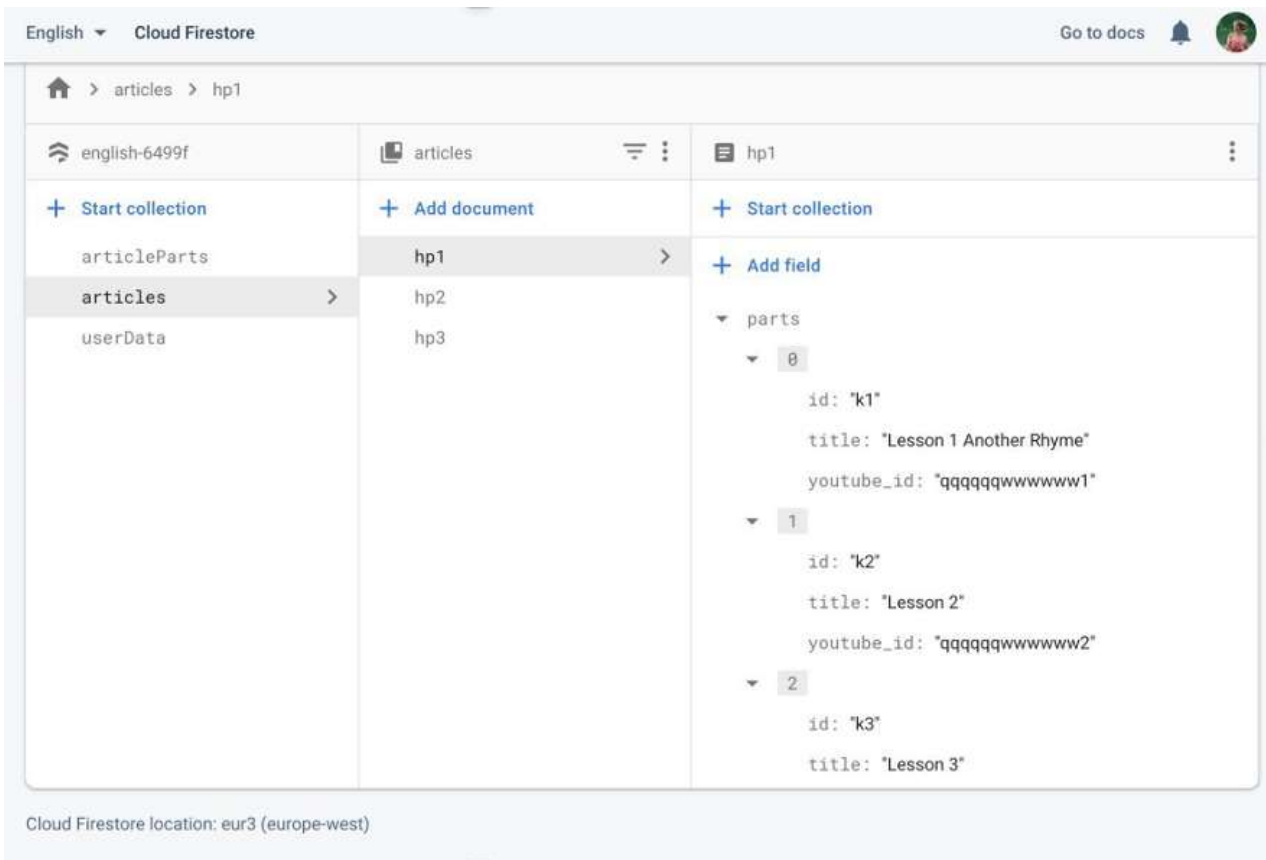 English Cloud Firestore Go to docs
articles > hp1
english-6499f
articles
hp1
+ Start collection
+ Add document
+ Start collection
articleParts
articles
userData
hp1
hp2
hp3
+ Add field
parts
0
id: "k1"
title: "Lesson 1 Another Rhyme"
youtube_id: "qqqqqqwwwwww1"
1
id: "k2"
title: "Lesson 2"
youtube_id: "qqqqqqwwwwww2"
2
id: "k3"
title: "Lesson 3"
Cloud Firestore location: eur3 (europe-west)